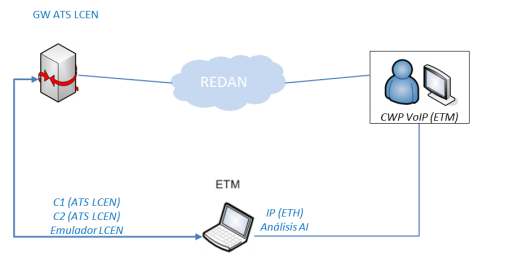 GW ATS LCEN
REDAN
CWP VoIP (ETM)
ETM
C1 (ATS LCEN)
C2 (ATS LCEN)
Emulador LCEN
IP (ETH)
Análisis AI